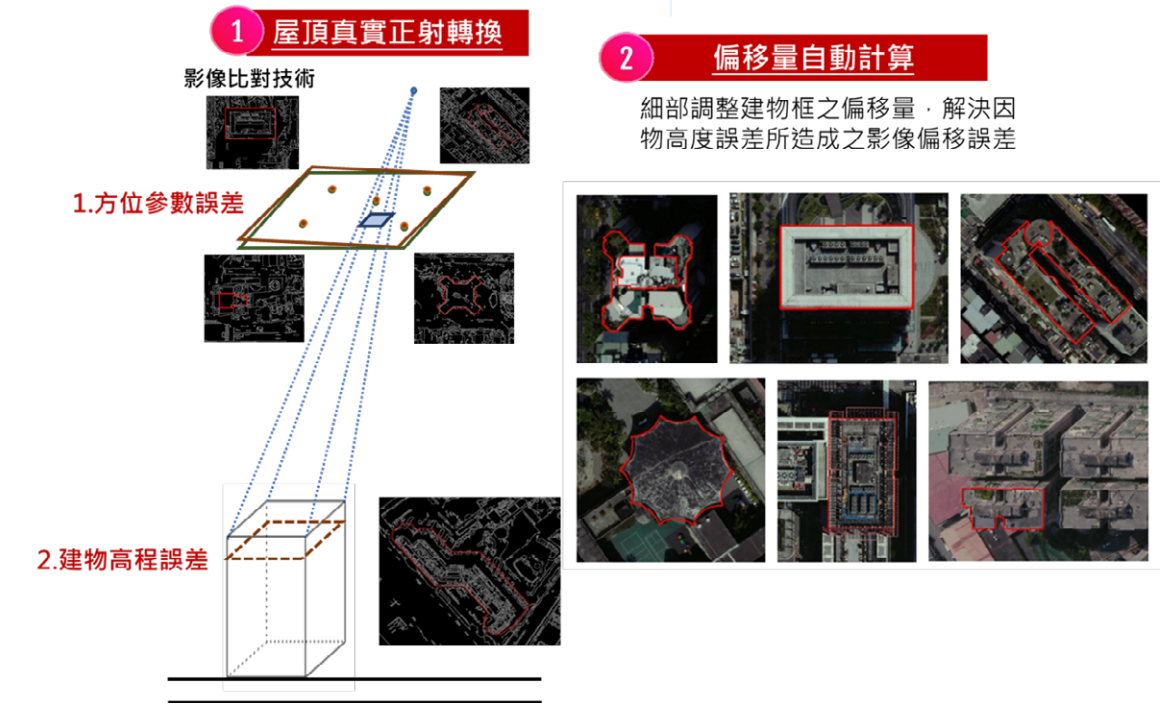 1 屋頂真實正射轉換
影像比對技術
1.方位參數誤差
2.建物高程誤差
2 偏移量自動計算
細部調整建物框之偏移量，解決因
物高度誤差所造成之影像偏移誤差